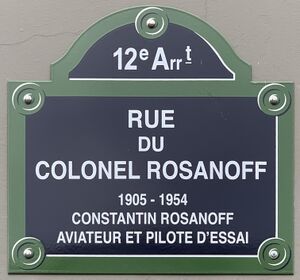 12e Arrt
RUE
DU
COLONEL ROSANOFF
1905 - 1954
CONSTANTIN ROSANOFF
AVIATEUR ET PILOTE D'ESSAI